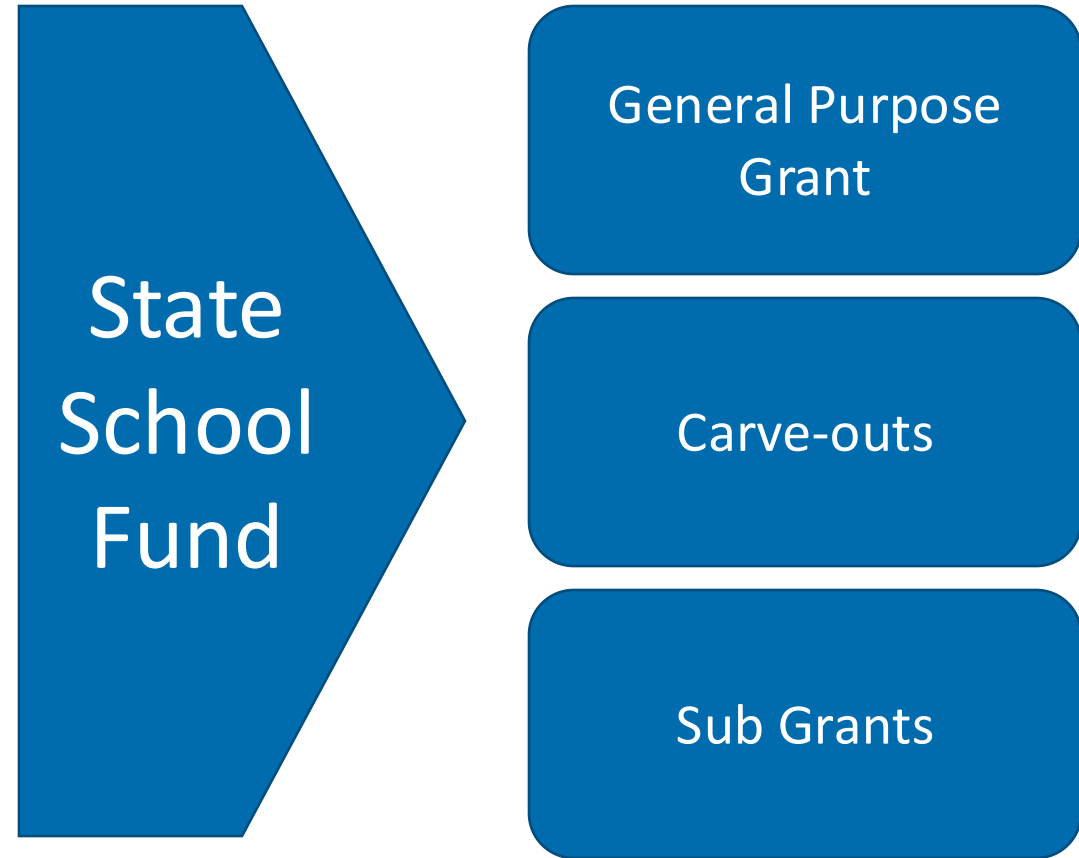 State
School
Fund
General Purpose
Grant
Carve-outs
Sub Grants